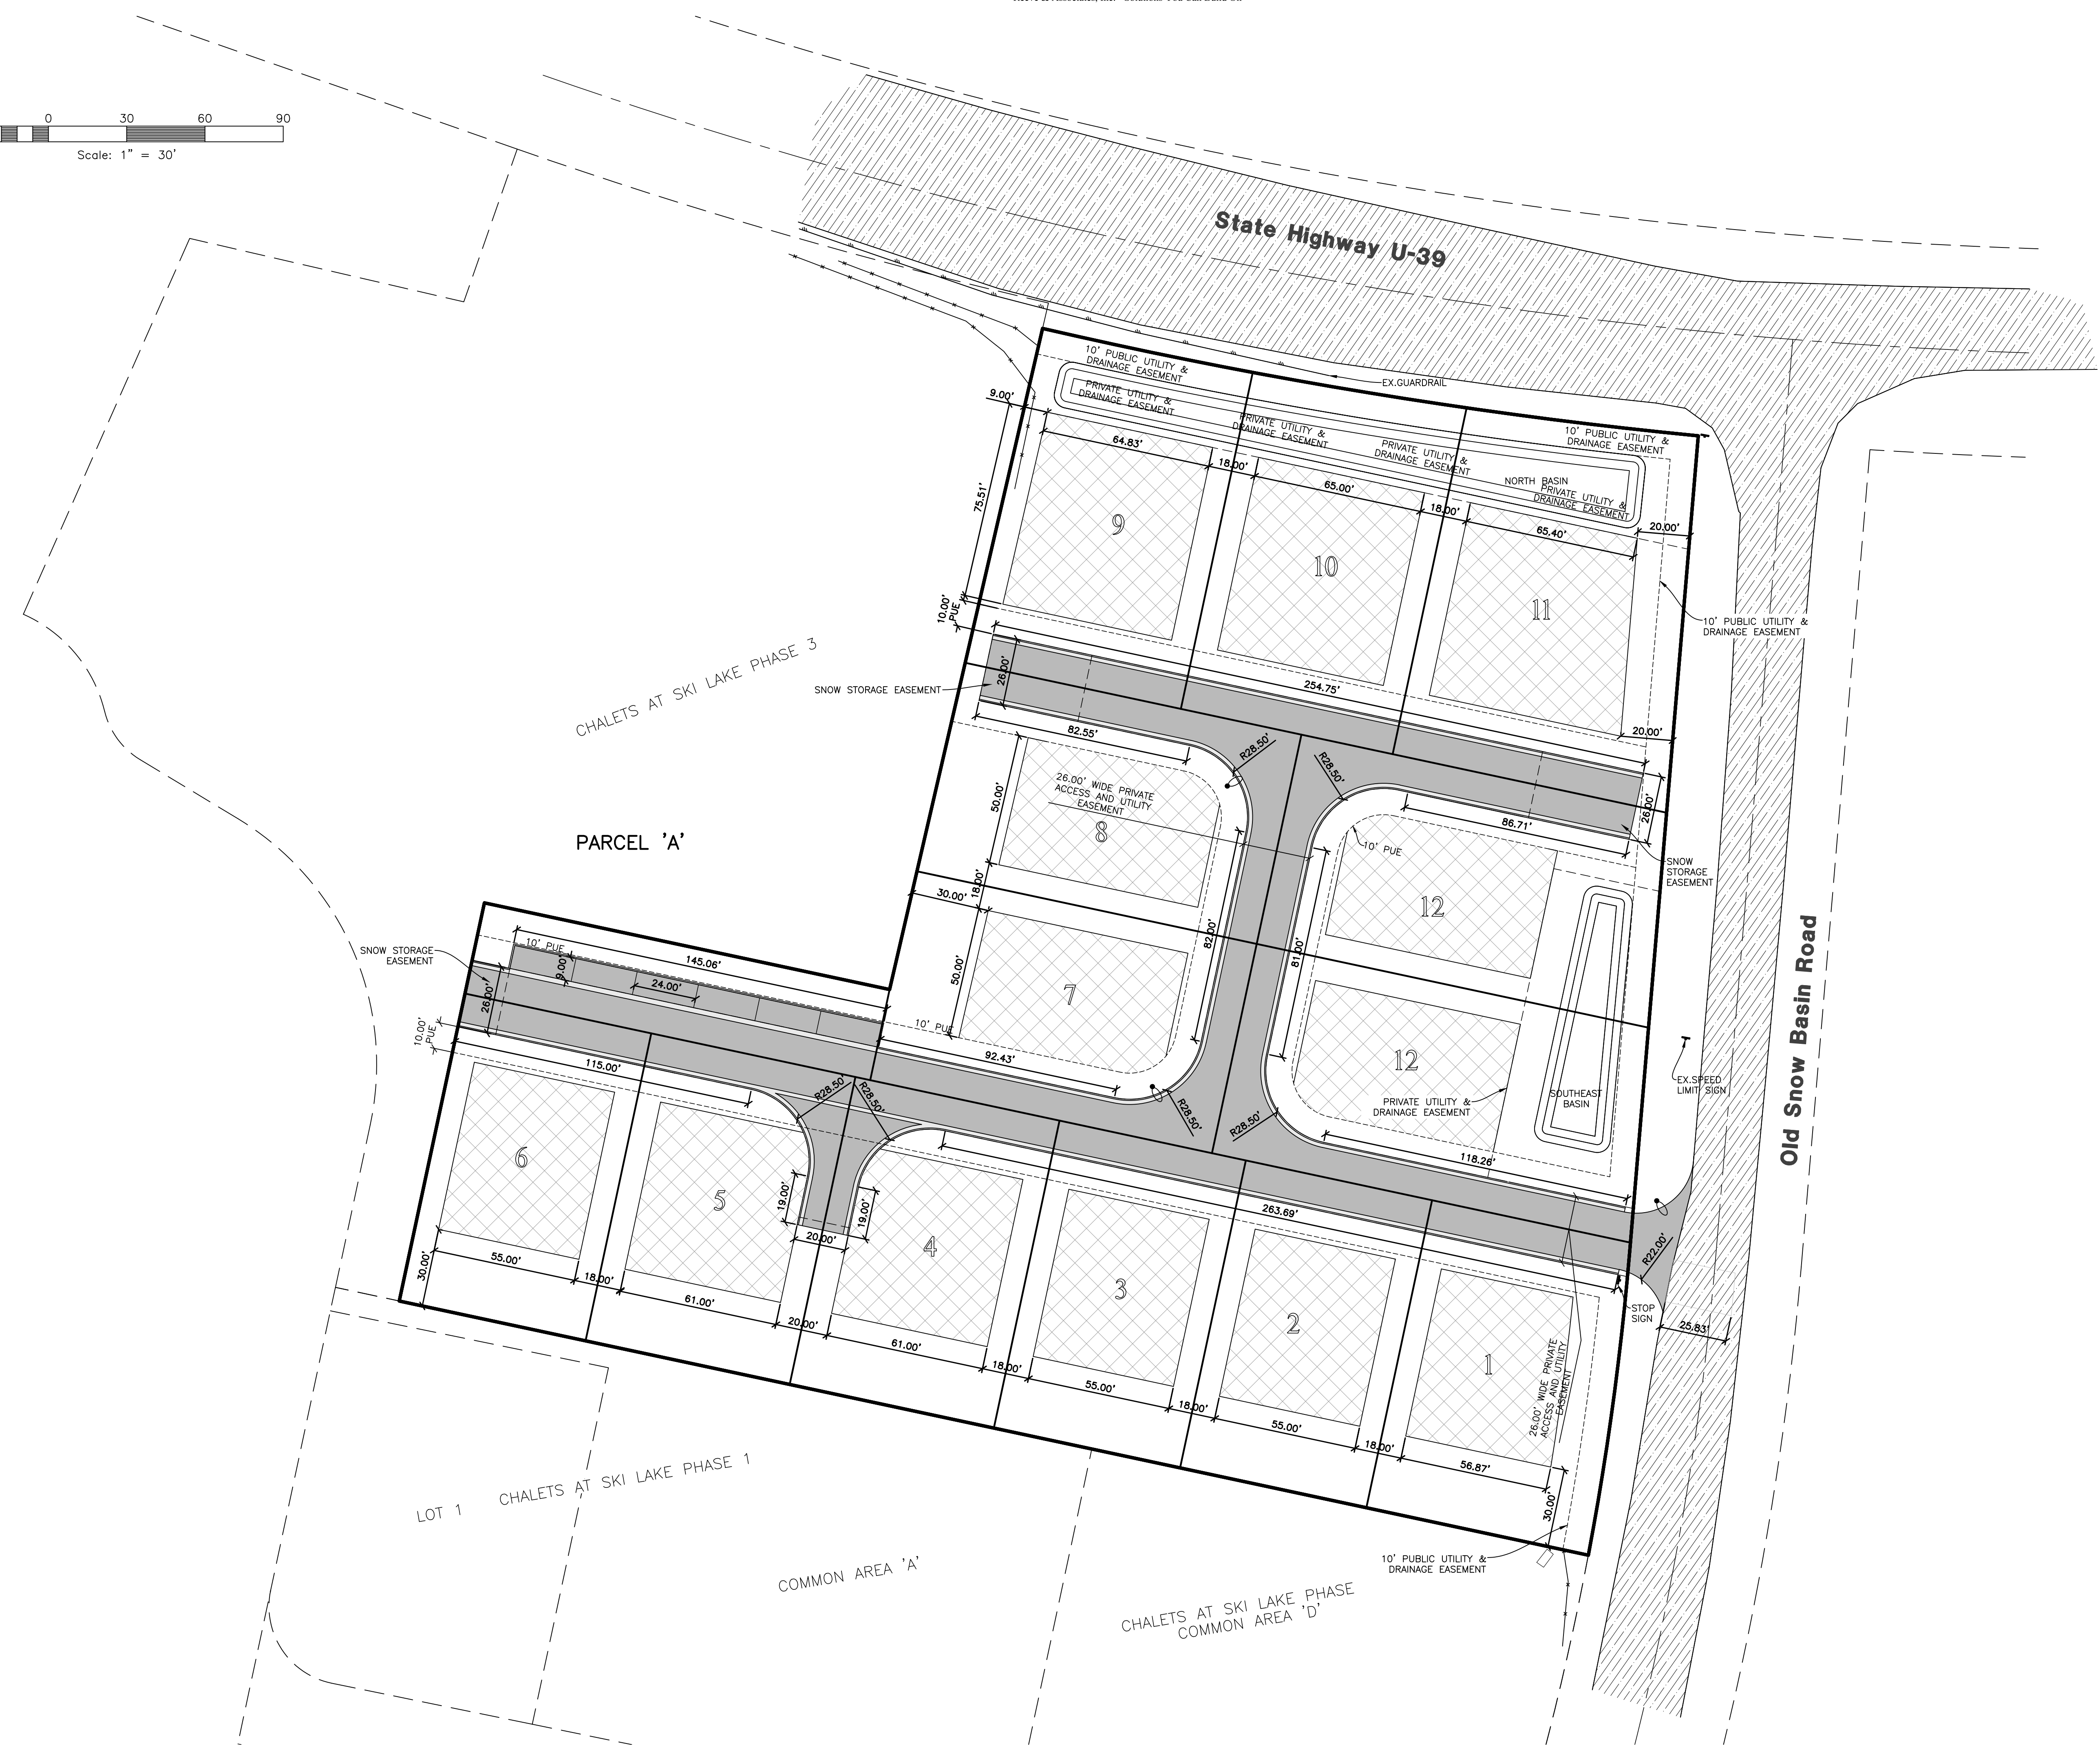 0 30 60 90
Scale: 1" = 30'
State Highway U-39
EX.GUARDRAIL
10' PUBLIC UTILITY &
DRAINAGE EASEMENT
PRIVATE UTILITY &
DRAINAGE EASEMENT
PRIVATE UTILITY &
DRAINAGE EASEMENT
PRIVATE UTILITY &
DRAINAGE EASEMENT
10' PUBLIC UTILITY &
DRAINAGE EASEMENT
NORTH BASIN
PRIVATE UTILITY &
DRAINAGE EASEMENT
9.00'
64.83'
18.00'
65.00'
18.00'
65.40'
20.00'
75.51'
9
10
11
10.00'
PUE
10' PUBLIC UTILITY &
DRAINAGE EASEMENT
CHALETS AT SKI LAKE PHASE 3
SNOW STORAGE EASEMENT
26.00'
254.75'
20.00'
82.55'
R28.50'
R28.50'
26.00'
86.71'
50.00'
26.00' WIDE PRIVATE
ACCESS AND UTILITY
EASEMENT
8
10' PUE
PARCEL 'A'
SNOW
STORAGE
EASEMENT
18.00'
30.00'
12
82.00'
81.00'
50.00'
7
12
SNOW STORAGE
EASEMENT
10' PUE
145.06'
9.00'
24.00'
26.00'
10' PUE
10.00'
PUE
92.43'
115.00'
R28.50'
R28.50'
R28.50'
R28.50'
PRIVATE UTILITY &
DRAINAGE EASEMENT
SOUTHEAST
BASIN
EX.SPEED
LIMIT SIGN
Old Snow Basin Road
118.26'
6
5
19.00'
19.00'
20.00'
4
263.69'
3
2
1
R22.00'
STOP
SIGN
25.83'
26.00' WIDE PRIVATE
ACCESS AND UTILITY
EASEMENT
30.00'
55.00'
18.00'
61.00'
20.00'
61.00'
18.00'
55.00'
18.00'
55.00'
18.00'
56.87'
30.00'
10' PUBLIC UTILITY &
DRAINAGE EASEMENT
LOT 1
CHALETS AT SKI LAKE PHASE 1
COMMON AREA 'A'
CHALETS AT SKI LAKE PHASE
COMMON AREA 'D'